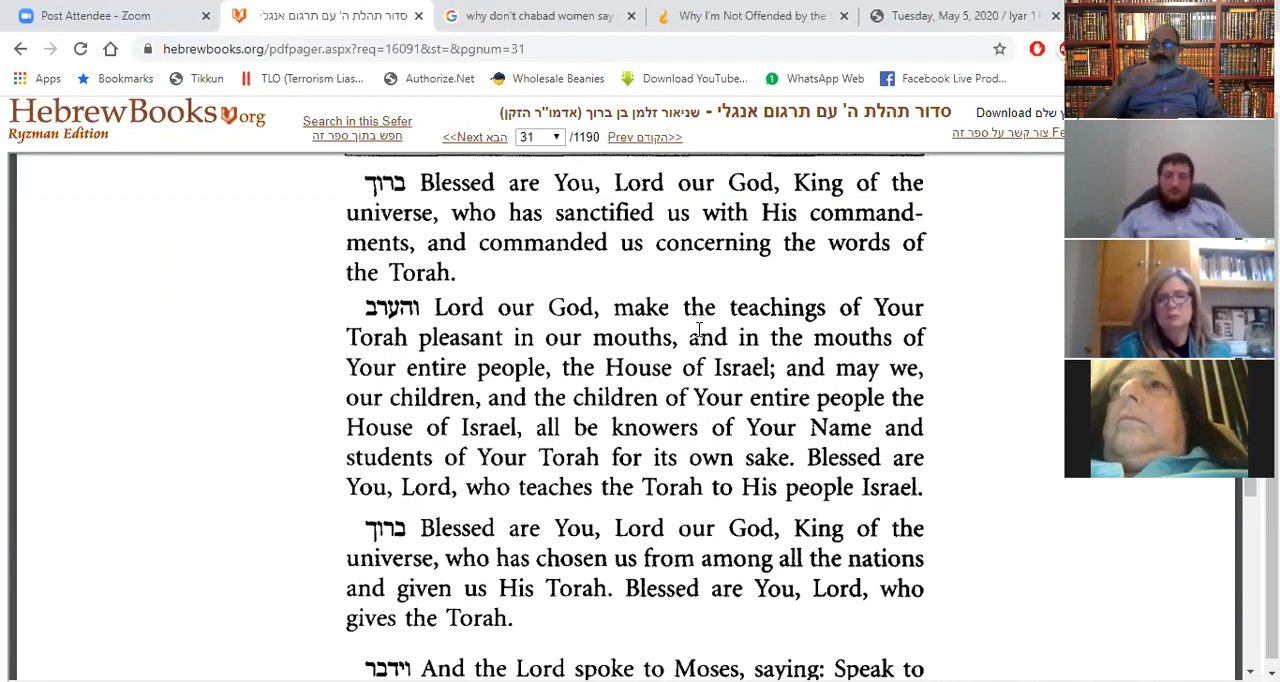 Post Attendee - Zoom
סדור תהלת ה' עם תרגום אנגלי
why don't chabad women say
Why I'm Not Offended by the
Tuesday, May 5, 2020 / Iyar 1
hebrewbooks.org/pdfpager.aspx?req=16091&st=&pgnum=31
Apps
Bookmarks
Tikkun
TLO (Terrorism Lias...
Authorize.Net
Wholesale Beanies
Download YouTube...
WhatsApp Web
Facebook Live Prod...
HebrewBooks.org
Ryzman Edition
Search in this Sefer
חפש בתוך ספר זה
סדור תהלת ה' עם תרגום אנגלי - שניאור זלמן בן ברוך (אדמו''ר הזקן)
<<Next הבא 31 /1190 Prev הקודם>>
Download שלם
Fe צור קשר על ספר זה
ברוך Blessed are You, Lord our God, King of the
universe, who has sanctified us with His command-
ments, and commanded us concerning the words of
the Torah.
והערב Lord our God, make the teachings of Your
Torah pleasant in our mouths, and in the mouths of
Your entire people, the House of Israel; and may we,
our children, and the children of Your entire people the
House of Israel, all be knowers of Your Name and
students of Your Torah for its own sake. Blessed are
You, Lord, who teaches the Torah to His people Israel.
ברוך Blessed are You, Lord our God, King of the
universe, who has chosen us from among all the nations
and given us His Torah. Blessed are You, Lord, who
gives the Torah.
וידבר And the Lord spoke to Moses, saying: Speak to